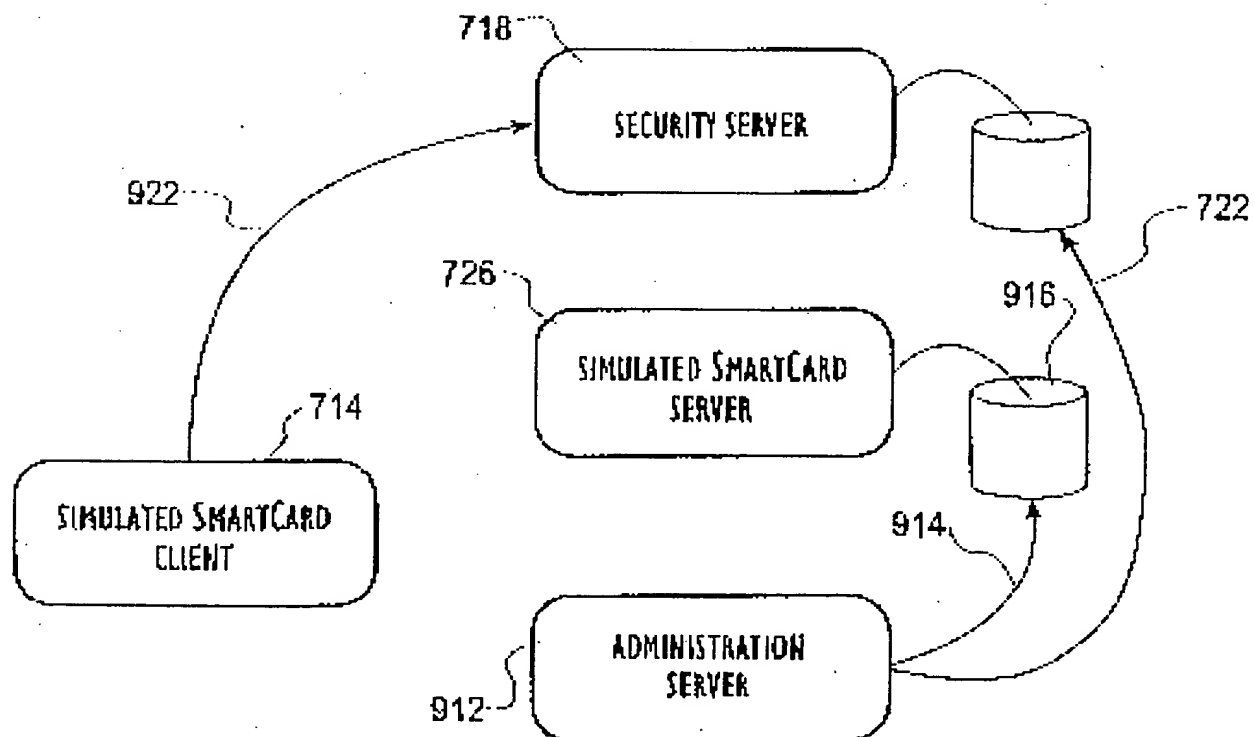 718
SECURITY SERVER
922
722
726
916
SIMULATED SMARTCARD
SERVER
714
SIMULATED SMARTCARD
CLIENT
914
ADMINISTRATION
SERVER
912